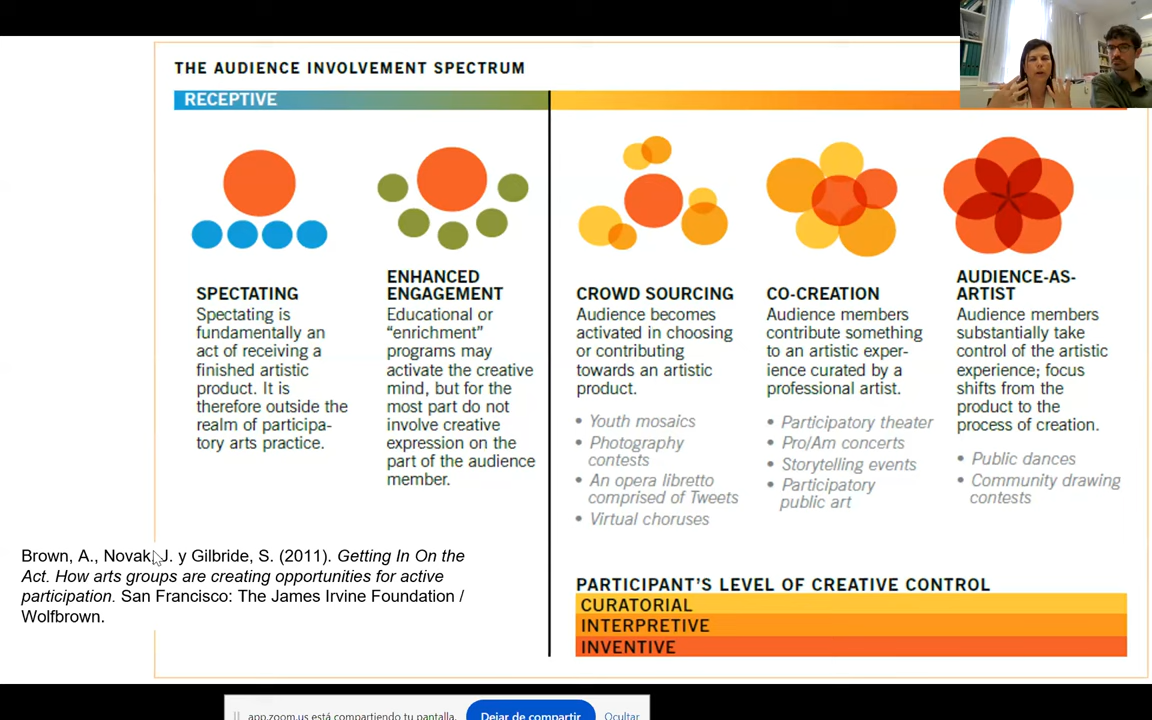 THE AUDIENCE INVOLVEMENT SPECTRUM
RECEPTIVE
SPECTATING
Spectating is
fundamentally an
act of receiving a
finished artistic
product. It is
therefore outside the
realm of participa-
tory arts practice.
ENHANCED
ENGAGEMENT
Educational or
“enrichment”
programs may
activate the creative
mind, but for the
most part do not
involve creative
expression on the
part of the audience
member.
CROWD SOURCING
Audience becomes
activated in choosing
or contributing
towards an artistic
product.
• Youth mosaics
• Photography
contests
• An opera libretto
comprised of Tweets
• Virtual choruses
CO-CREATION
Audience members
contribute something
to an artistic exper-
ience curated by a
professional artist.
• Participatory theater
• Pro/Am concerts
• Storytelling events
• Participatory
public art
AUDIENCE-AS-
ARTIST
Audience members
substantially take
control of the artistic
experience; focus
shifts from the
product to the
process of creation.
• Public dances
• Community drawing
contests
Brown, A., Novak, J. y Gilbride, S. (2011). Getting In On the
Act. How arts groups are creating opportunities for active
participation. San Francisco: The James Irvine Foundation /
Wolfbrown.
PARTICIPANT’S LEVEL OF CREATIVE CONTROL
CURATORIAL
INTERPRETIVE
INVENTIVE
app.zoom.us está compartiendo tu pantalla.
Dejar de compartir
Ocultar